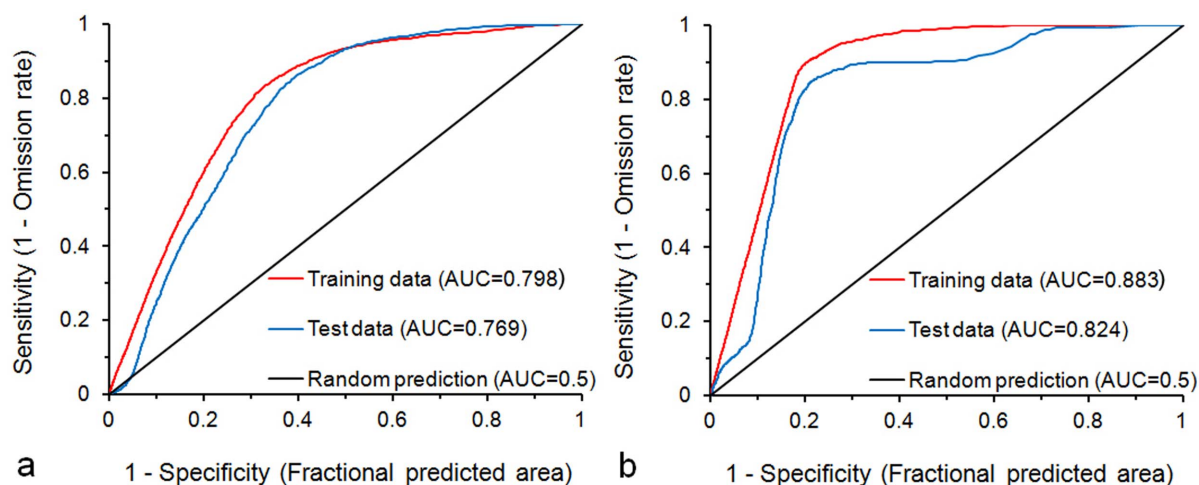 Sensitivity (1 - Omission rate)
1
0.8
0.6
0.4
0.2
0
Training data (AUC=0.798)
Test data (AUC=0.769)
Random prediction (AUC=0.5)
0 0.2 0.4 0.6 0.8 1
a 1 - Specificity (Fractional predicted area)
Sensitivity (1 - Omission rate)
1
0.8
0.6
0.4
0.2
0
Training data (AUC=0.883)
Test data (AUC=0.824)
Random prediction (AUC=0.5)
0 0.2 0.4 0.6 0.8 1
b 1 - Specificity (Fractional predicted area)